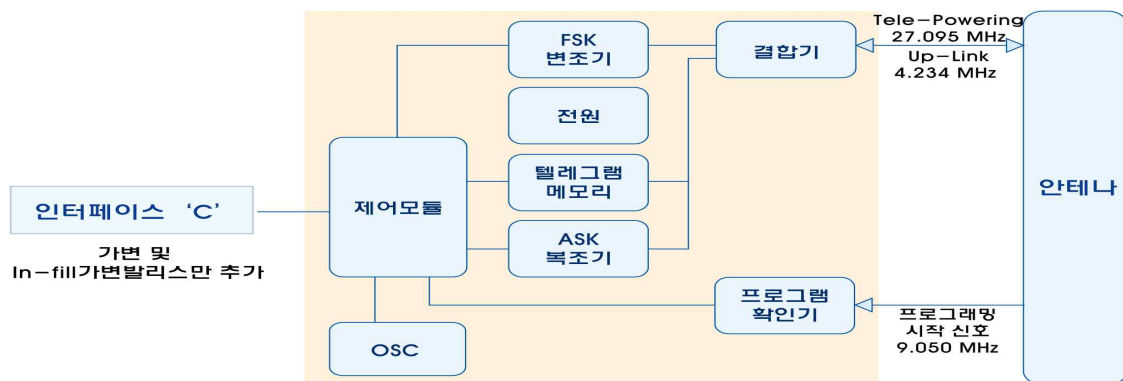 FSK
변조기
결합기
Tele-Powering
27.095 MHz
Up-Link
4.234 MHz
전원
텔레그램
메모리
제어모듈
안테나
인터페이스 ‘C’
가변 및
In-fill가변발리스만 추가
ASK
복조기
프로그램
확인기
프로그래밍
시작 신호
9.050 MHz
OSC